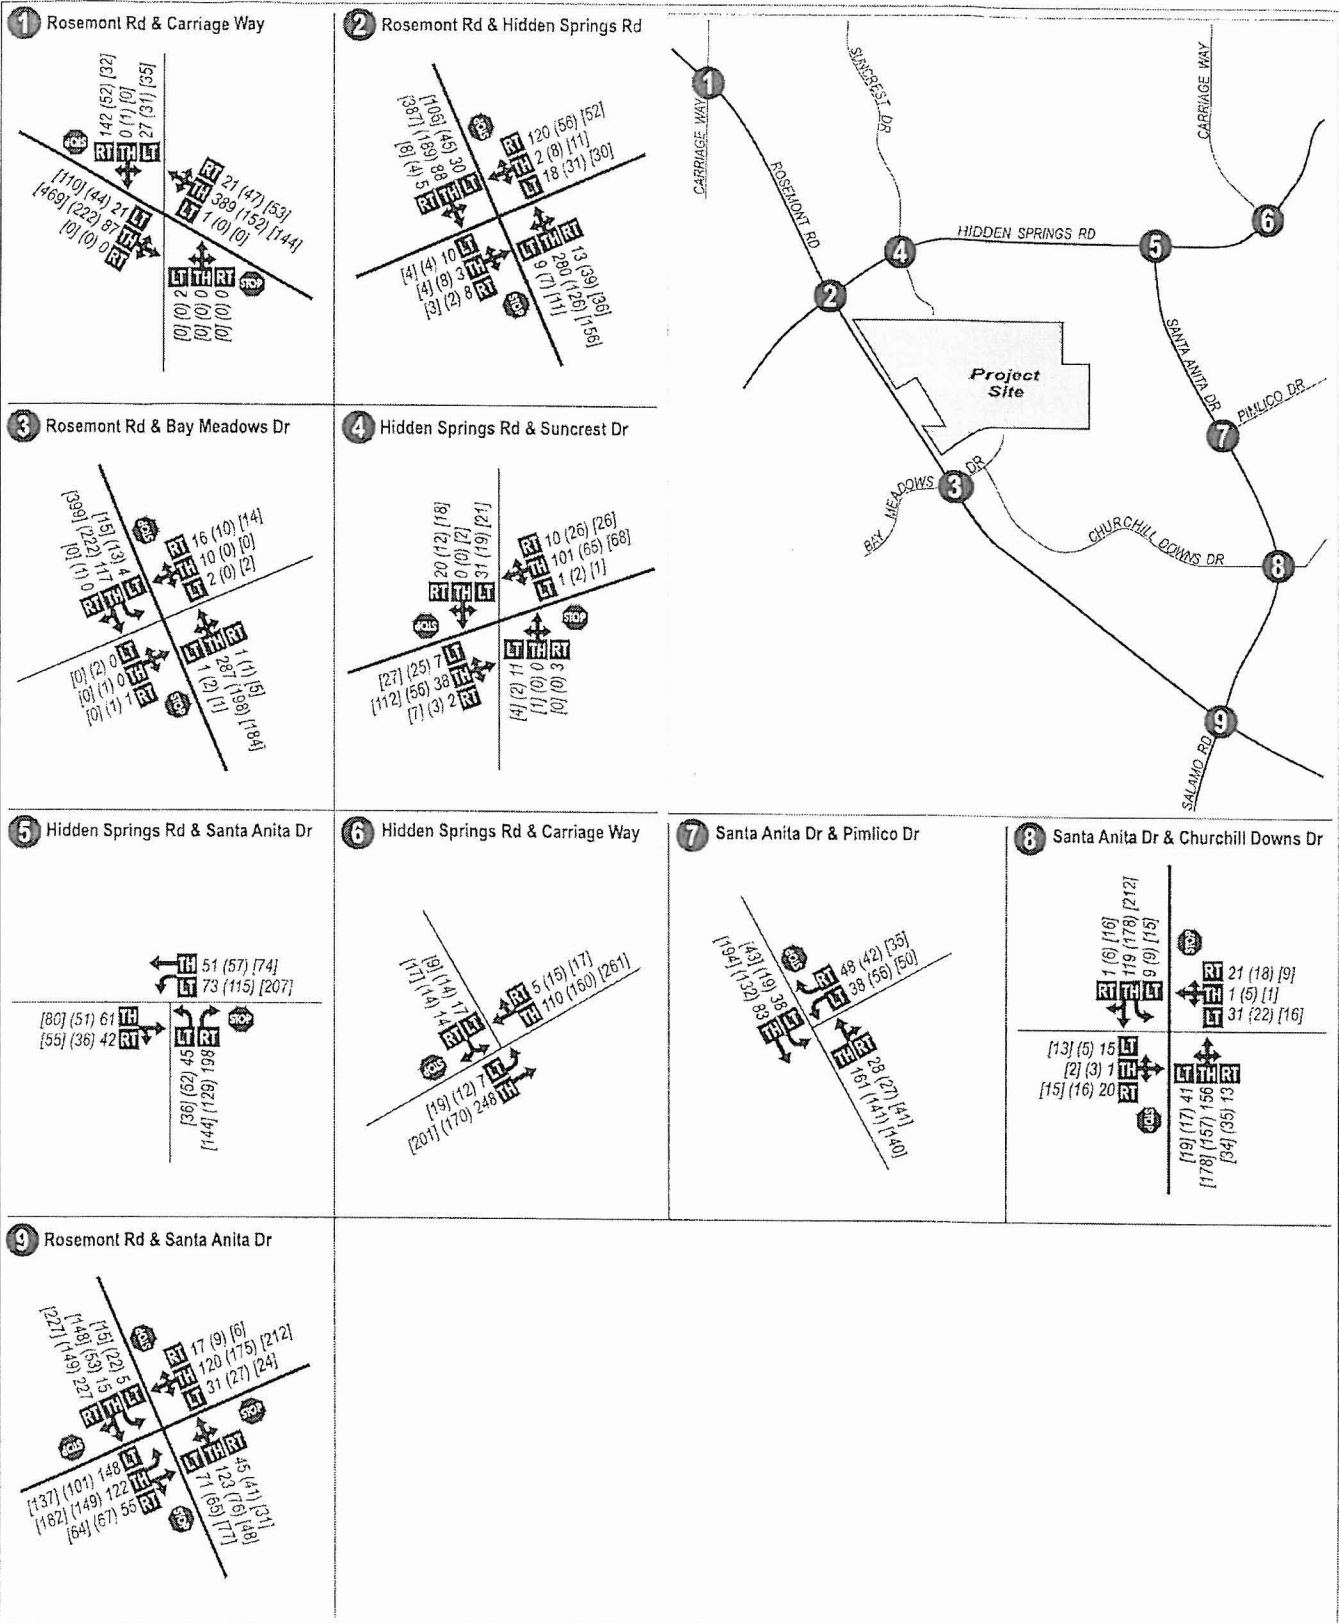 1 Rosemont Rd & Carriage Way
142 (52) [32]
0 (1) [0]
27 (31) [35]
STOP
RT TH LT
RT 21 (47) [53]
TH 389 (152) [144]
LT 1 (0) [0]
[110] (44) 21 LT
[469] (222) 87 TH
[0] (0) 0 RT
LT TH RT
STOP
[0] (0) 2
[0] (0) 0
[0] (0) 0
2 Rosemont Rd & Hidden Springs Rd
[106] (45) 30
[387] (189) 88
[8] (4) 5
RT TH LT
STOP
RT 120 (56) [52]
TH 2 (8) [11]
LT 18 (31) [30]
[4] (4) 10 LT
[4] (8) 3 TH
[3] (2) 8 RT
STOP
LT TH RT
13 (39) [36]
280 (126) [156]
9 (7) [11]
1
CARRIAGE WAY
ROSEMONT RD
SUNCREST DR
CARRIAGE WAY
6
4
HIDDEN SPRINGS RD
5
2
Project
Site
SANTA ANITA DR
PIMLICO DR
7
BAY MEADOWS DR
3
CHURCHILL DOWNS DR
8
9
SALAMO RD
3 Rosemont Rd & Bay Meadows Dr
[15] (13) 4
[399] (222) 117
[0] (1) 0
RT TH LT
STOP
RT 16 (10) [14]
TH 10 (0) [0]
LT 2 (0) [2]
[0] (2) 0 LT
[0] (1) 0 TH
[0] (1) 1 RT
STOP
LT TH RT
1 (1) [5]
287 (198) [184]
1 (2) [1]
4 Hidden Springs Rd & Suncrest Dr
20 (12) [18]
0 (0) [2]
31 (19) [21]
RT TH LT
STOP
RT 10 (26) [26]
TH 101 (65) [68]
LT 1 (2) [1]
STOP
[27] (25) 7 LT
[112] (56) 38 TH
[7] (3) 2 RT
LT TH RT
[4] (2) 11
[1] (0) 0
[0] (0) 3
5 Hidden Springs Rd & Santa Anita Dr
TH 51 (57) [74]
LT 73 (115) [207]
[80] (51) 61 TH
[55] (36) 42 RT
LT RT
STOP
[36] (52) 45
[144] (129) 198
6 Hidden Springs Rd & Carriage Way
[9] (14) 17
[17] (14) 14
RT LT
STOP
RT 5 (15) [17]
TH 110 (160) [261]
[19] (12) 7 LT
[201] (170) 248 TH
7 Santa Anita Dr & Pimlico Dr
[43] (19) 38
[194] (132) 83
TH LT
STOP
RT 48 (42) [35]
LT 38 (56) [50]
TH RT
28 (27) [41]
161 (141) [140]
8 Santa Anita Dr & Churchill Downs Dr
1 (6) [16]
119 (178) [212]
9 (9) [15]
RT TH LT
STOP
RT 21 (18) [9]
TH 1 (5) [1]
LT 31 (22) [16]
[13] (5) 15 LT
[2] (3) 1 TH
[15] (16) 20 RT
STOP
LT TH RT
[19] (17) 41
[178] (157) 156
[34] (35) 13
9 Rosemont Rd & Santa Anita Dr
[15] (22) 5
[148] (53) 15
[227] (149) 227
RT TH LT
STOP
RT 17 (9) [6]
TH 120 (175) [212]
LT 31 (27) [24]
STOP
STOP
[137] (101) 148 LT
[182] (149) 122 TH
[64] (67) 55 RT
STOP
LT TH RT
45 (41) [31]
123 (76) [48]
71 (65) [77]